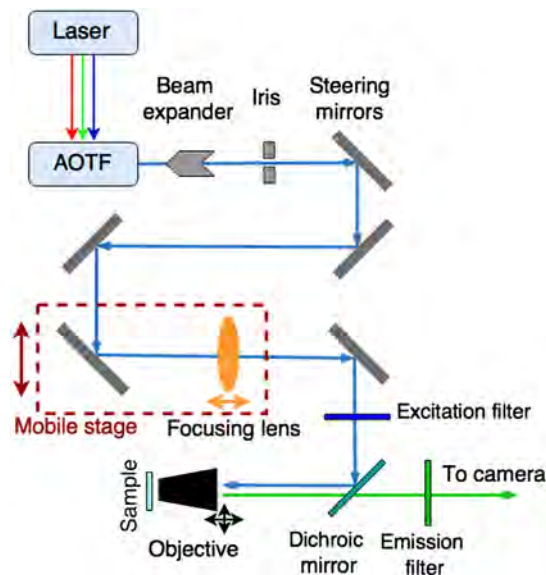 Laser
Beam
expander
Iris
Steering
mirrors
AOTF
Mobile stage
Focusing lens
Excitation filter
Sample
To camera
Objective
Dichroic
mirror
Emission
filter